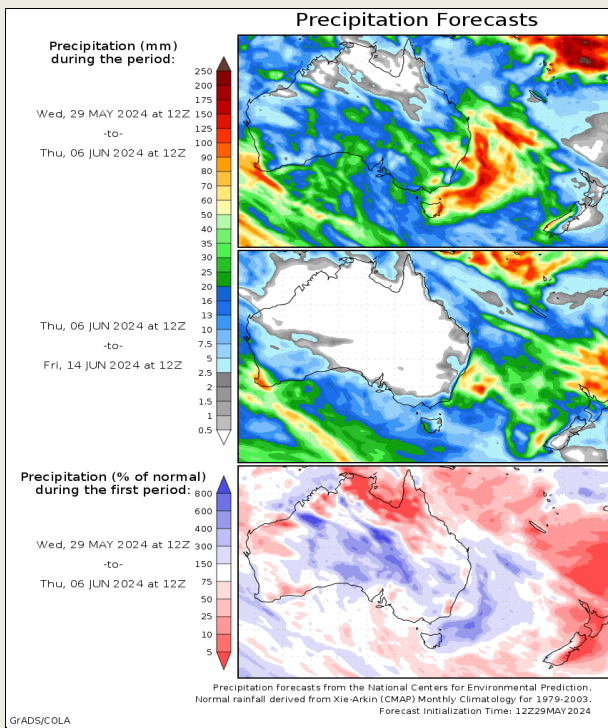 Precipitation Forecasts
Precipitation (mm)
during the period:
Wed, 29 MAY 2024 at 12Z
-to-
Thu, 06 JUN 2024 at 12Z
250
200
175
150
125
100
90
80
70
60
50
40
35
30
25
20
16
13
10
7.5
5
2.5
2
1.5
1
0.5
Thu, 06 JUN 2024 at 12Z
-to-
Fri, 14 JUN 2024 at 12Z
Precipitation (% of normal)
during the first period:
Wed, 29 MAY 2024 at 12Z
-to-
Thu, 06 JUN 2024 at 12Z
800
600
400
300
150
75
50
25
10
5
Precipitation forecasts from the National Centers for Environmental Prediction.
Normal rainfall derived from Xie-Arkin (CMAP) Monthly Climatology for 1979-2003.
Forecast Initialization Time: 12Z29MAY2024
GrADS/COLA